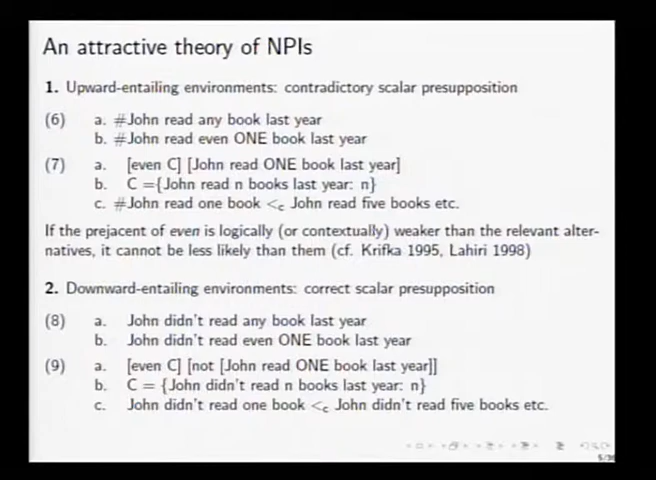 An attractive theory of NPIs
1. Upward-entailing environments: contradictory scalar presupposition
(6) a. #John read any book last year
b. #John read even ONE book last year
(7) a. [even C] [John read ONE book last year]
b. C ={John read n books last year: n}
c. #John read one book <c John read five books etc.
If the prejacent of even is logically (or contextually) weaker than the relevant alter-
natives, it cannot be less likely than them (cf. Krifka 1995, Lahiri 1998)
2. Downward-entailing environments: correct scalar presupposition
(8) a. John didn't read any book last year
b. John didn't read even ONE book last year
(9) a. [even C] [not [John read ONE book last year]]
b. C = {John didn't read n books last year: n}
c. John didn't read one book <c John didn't read five books etc.